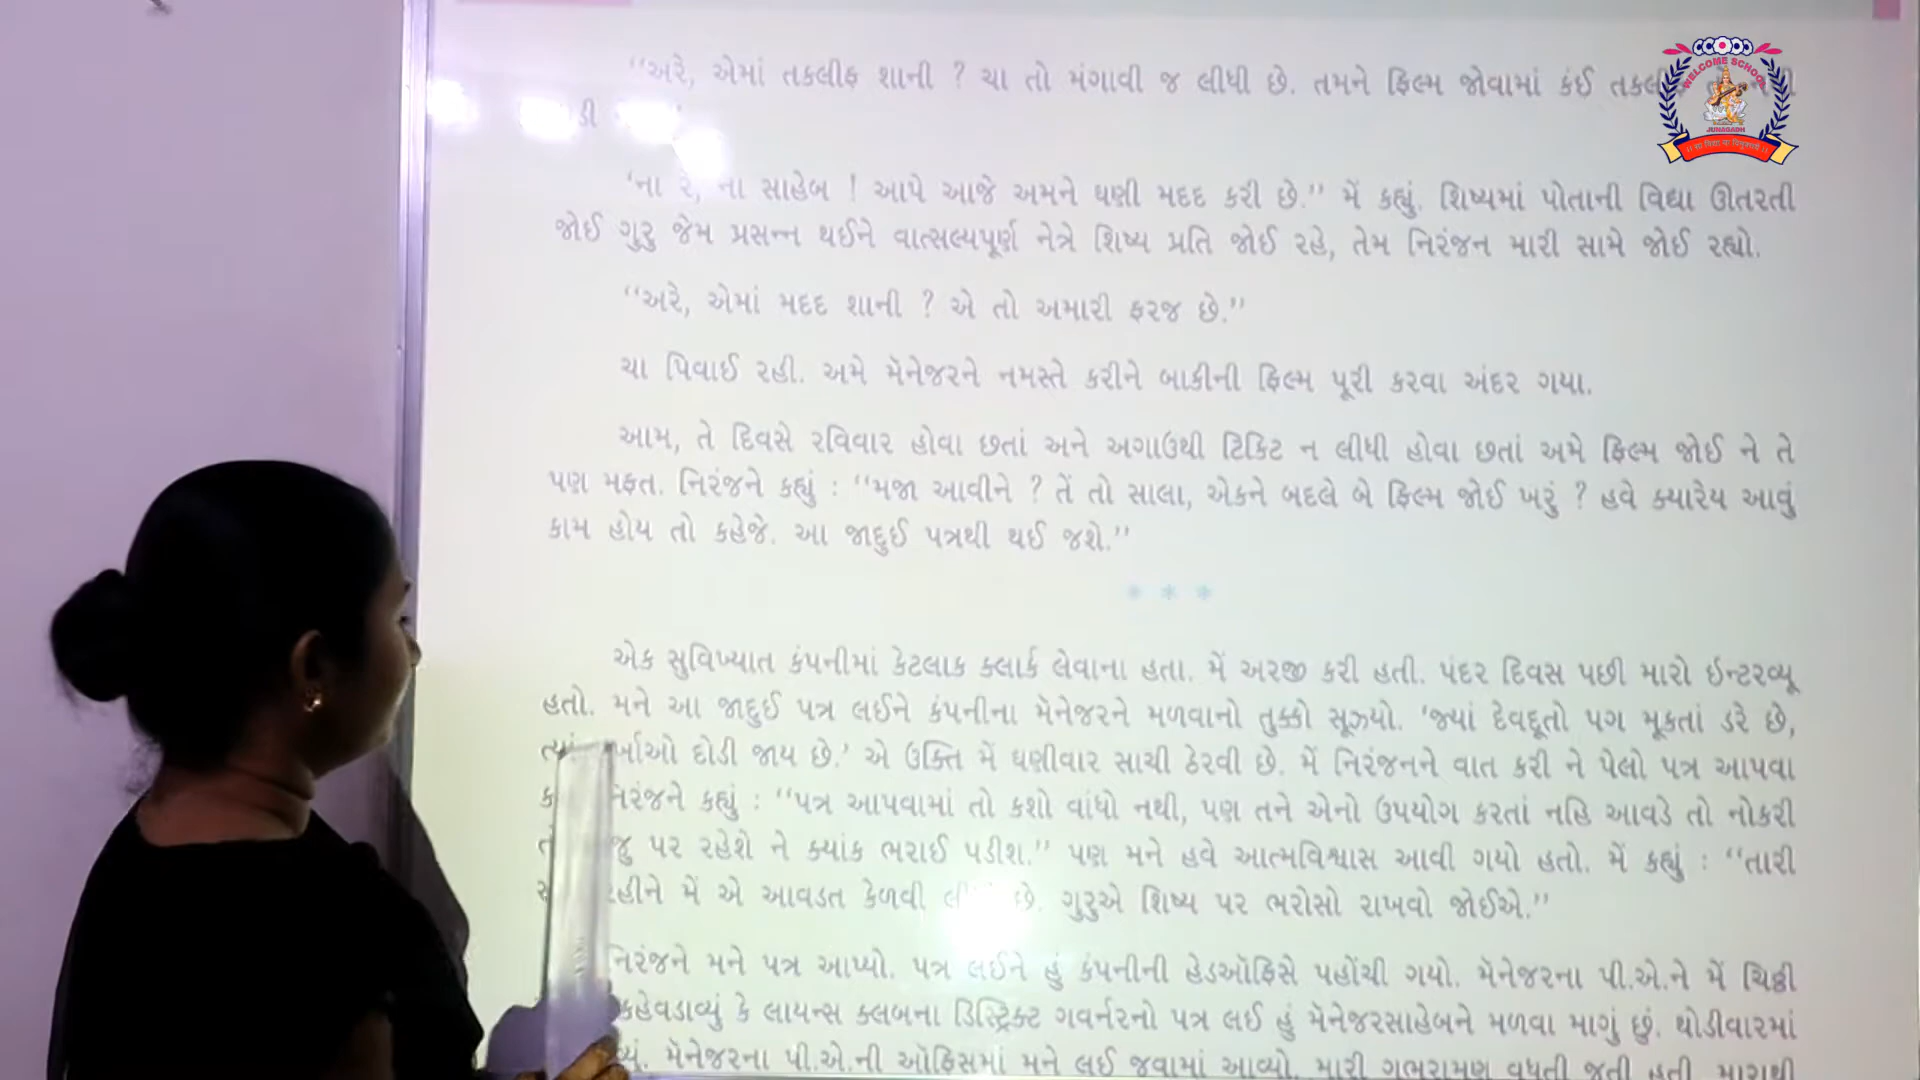 “અરે, એમાં તકલીફ શાની ? ચા તો મંગાવી જ લીધી છે. તમને ફિલ્મ જોવામાં કંઈ
WELCOME SCHOOL
JUNAGADH
‘ના રે, ના સાહેબ ! આપે આજે અમને ઘણી મદદ કરી છે.” મેં કહ્યું. શિષ્યમાં પોતાની વિદ્યા ઊતરતી
જોઈ ગુરુ જેમ પ્રસન્ન થઈને વાત્સલ્યપૂર્ણ નેત્રે શિષ્ય પ્રતિ જોઈ રહે, તેમ નિરંજન મારી સામે જોઈ રહ્યો.
“અરે, એમાં મદદ શાની ? એ તો અમારી ફરજ છે.”
ચા પિવાઈ રહી. અમે મૅનેજરને નમસ્તે કરીને બાકીની ફિલ્મ પૂરી કરવા અંદર ગયા.
આમ, તે દિવસે રવિવાર હોવા છતાં અને અગાઉથી ટિકિટ ન લીધી હોવા છતાં અમે ફિલ્મ જોઈ ને તે
પણ મફત. નિરંજને કહ્યું : “મજા આવીને ? તેં તો સાલા, એકને બદલે બે ફિલ્મ જોઈ ખરું ? હવે ક્યારેય આવું
કામ હોય તો કહેજે. આ જાદુઈ પત્રથી થઈ જશે.”
* * *
એક સુવિખ્યાત કંપનીમાં કેટલાક ક્લાર્ક લેવાના હતા. મેં અરજી કરી હતી. પંદર દિવસ પછી મારો ઈન્ટરવ્યૂ
હતો. મને આ જાદુઈ પત્ર લઈને કંપનીના મૅનેજરને મળવાનો તુક્કો સૂઝ્યો. ‘જ્યાં દેવદૂતો પગ મૂકતાં ડરે છે,
દોડી જાય છે.’ એ ઉક્તિ મેં ઘણીવાર સાચી ઠેરવી છે. મેં નિરંજનને વાત કરી ને પેલો પત્ર આપવા
કહ્યું : “પત્ર આપવામાં તો કશો વાંધો નથી, પણ તને એનો ઉપયોગ કરતાં નહિ આવડે તો નોકરી
પર રહેશે ને ક્યાંક ભરાઈ પડીશ.” પણ મને હવે આત્મવિશ્વાસ આવી ગયો હતો. મેં કહ્યું : “તારી
મેં એ આવડત કેળવી છે. ગુરુએ શિષ્ય પર ભરોસો રાખવો જોઈએ.”
નિરંજને મને પત્ર આપ્યો. પત્ર લઈને હું કંપનીની હેડઑફિસે પહોંચી ગયો. મૅનેજરના પી.એ.ને મેં ચિઠ્ઠી
કહેવડાવ્યું કે લાયન્સ ક્લબના ડિસ્ટ્રિક્ટ ગવર્નરનો પત્ર લઈ હું મૅનેજરસાહેબને મળવા માગું છું. થોડીવારમાં
મૅનેજરના પી.એ.ની ઑફિસમાં મને લઈ જવામાં આવ્યો. મારી ગભરામણ વધતી જતી હતી. મારાથી